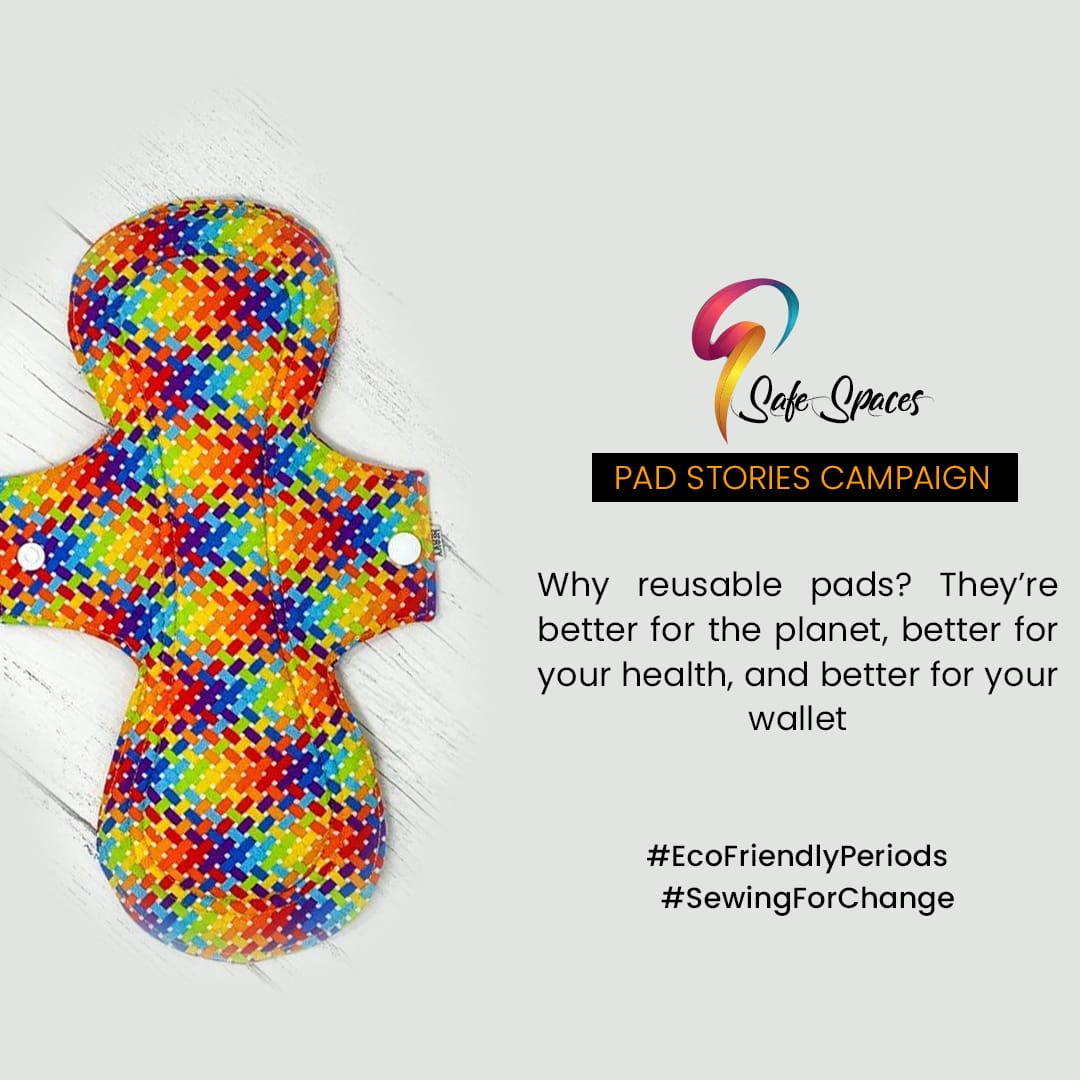 Safe Spaces
PAD STORIES CAMPAIGN
Why reusable pads? They’re
better for the planet, better for
your health, and better for your
wallet
#EcoFriendlyPeriods
#SewingForChange
HEAVY